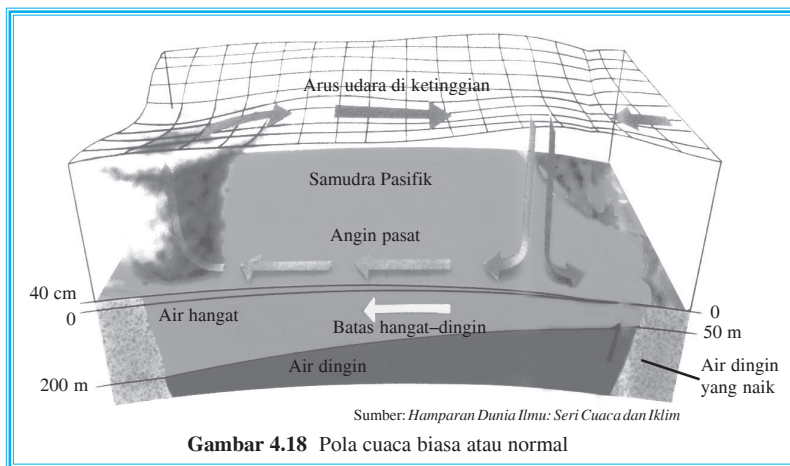 Arus udara di ketinggian
Samudra Pasifik
Angin pasat
40 cm
0
Air hangat
Batas hangat–dingin
0
50 m
Air dingin
200 m
Air dingin
yang naik
Sumber: Hamparan Dunia Ilmu: Seri Cuaca dan Iklim
Gambar 4.18 Pola cuaca biasa atau normal